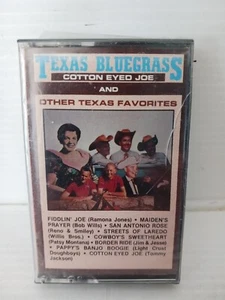 TEXAS BLUEGRASS
COTTON EYED JOE
AND
OTHER TEXAS FAVORITES
FIDDLIN' JOE (Ramona Jones) • MAIDEN'S
PRAYER (Bob Wills) • SAN ANTONIO ROSE
(Reno & Smiley) • STREETS OF LAREDO
(Willis Bros.) • COWBOY'S SWEETHEART
(Patsy Montana) • BORDER RIDE (Jim & Jesse)
• PAPPY'S BANJO BOOGIE (Light Crust
Doughboys) • COTTON EYED JOE (Tommy
Jackson)